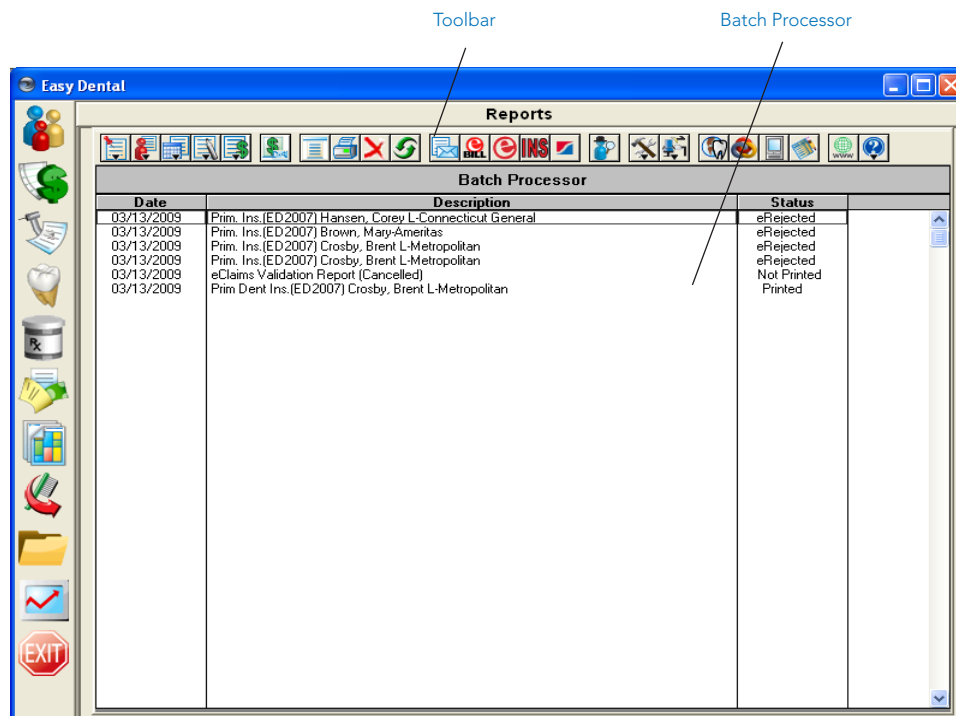 Toolbar Batch Processor
Easy Dental
Reports
BILL INS WWW
Batch Processor
Date Description Status
03/13/2009 Prim. Ins.(ED2007) Hansen, Corey L-Connecticut General eRejected
03/13/2009 Prim. Ins.(ED2007) Brown, Mary-Ameritas eRejected
03/13/2009 Prim. Ins.(ED2007) Crosby, Brent L-Metropolitan eRejected
03/13/2009 Prim. Ins.(ED2007) Crosby, Brent L-Metropolitan eRejected
03/13/2009 eClaims Validation Report (Cancelled) Not Printed
03/13/2009 Prim Dent Ins.(ED2007) Crosby, Brent L-Metropolitan Printed
Rx
EXIT